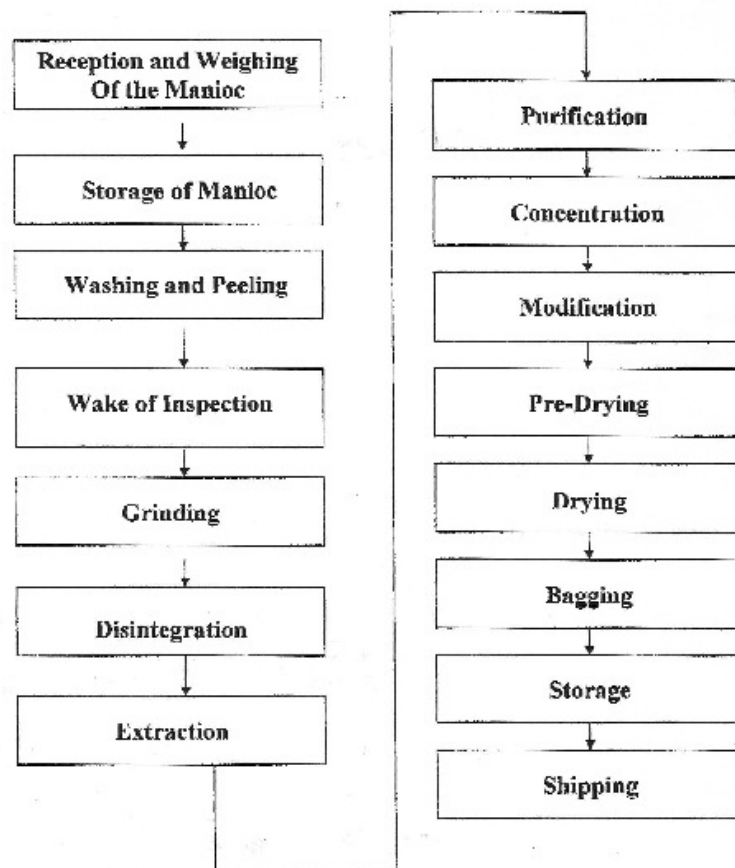 Reception and Weighing
Of the Manioc
Storage of Manioc
Washing and Peeling
Wake of Inspection
Grinding
Disintegration
Extraction
Purification
Concentration
Modification
Pre-Drying
Drying
Bagging
Storage
Shipping